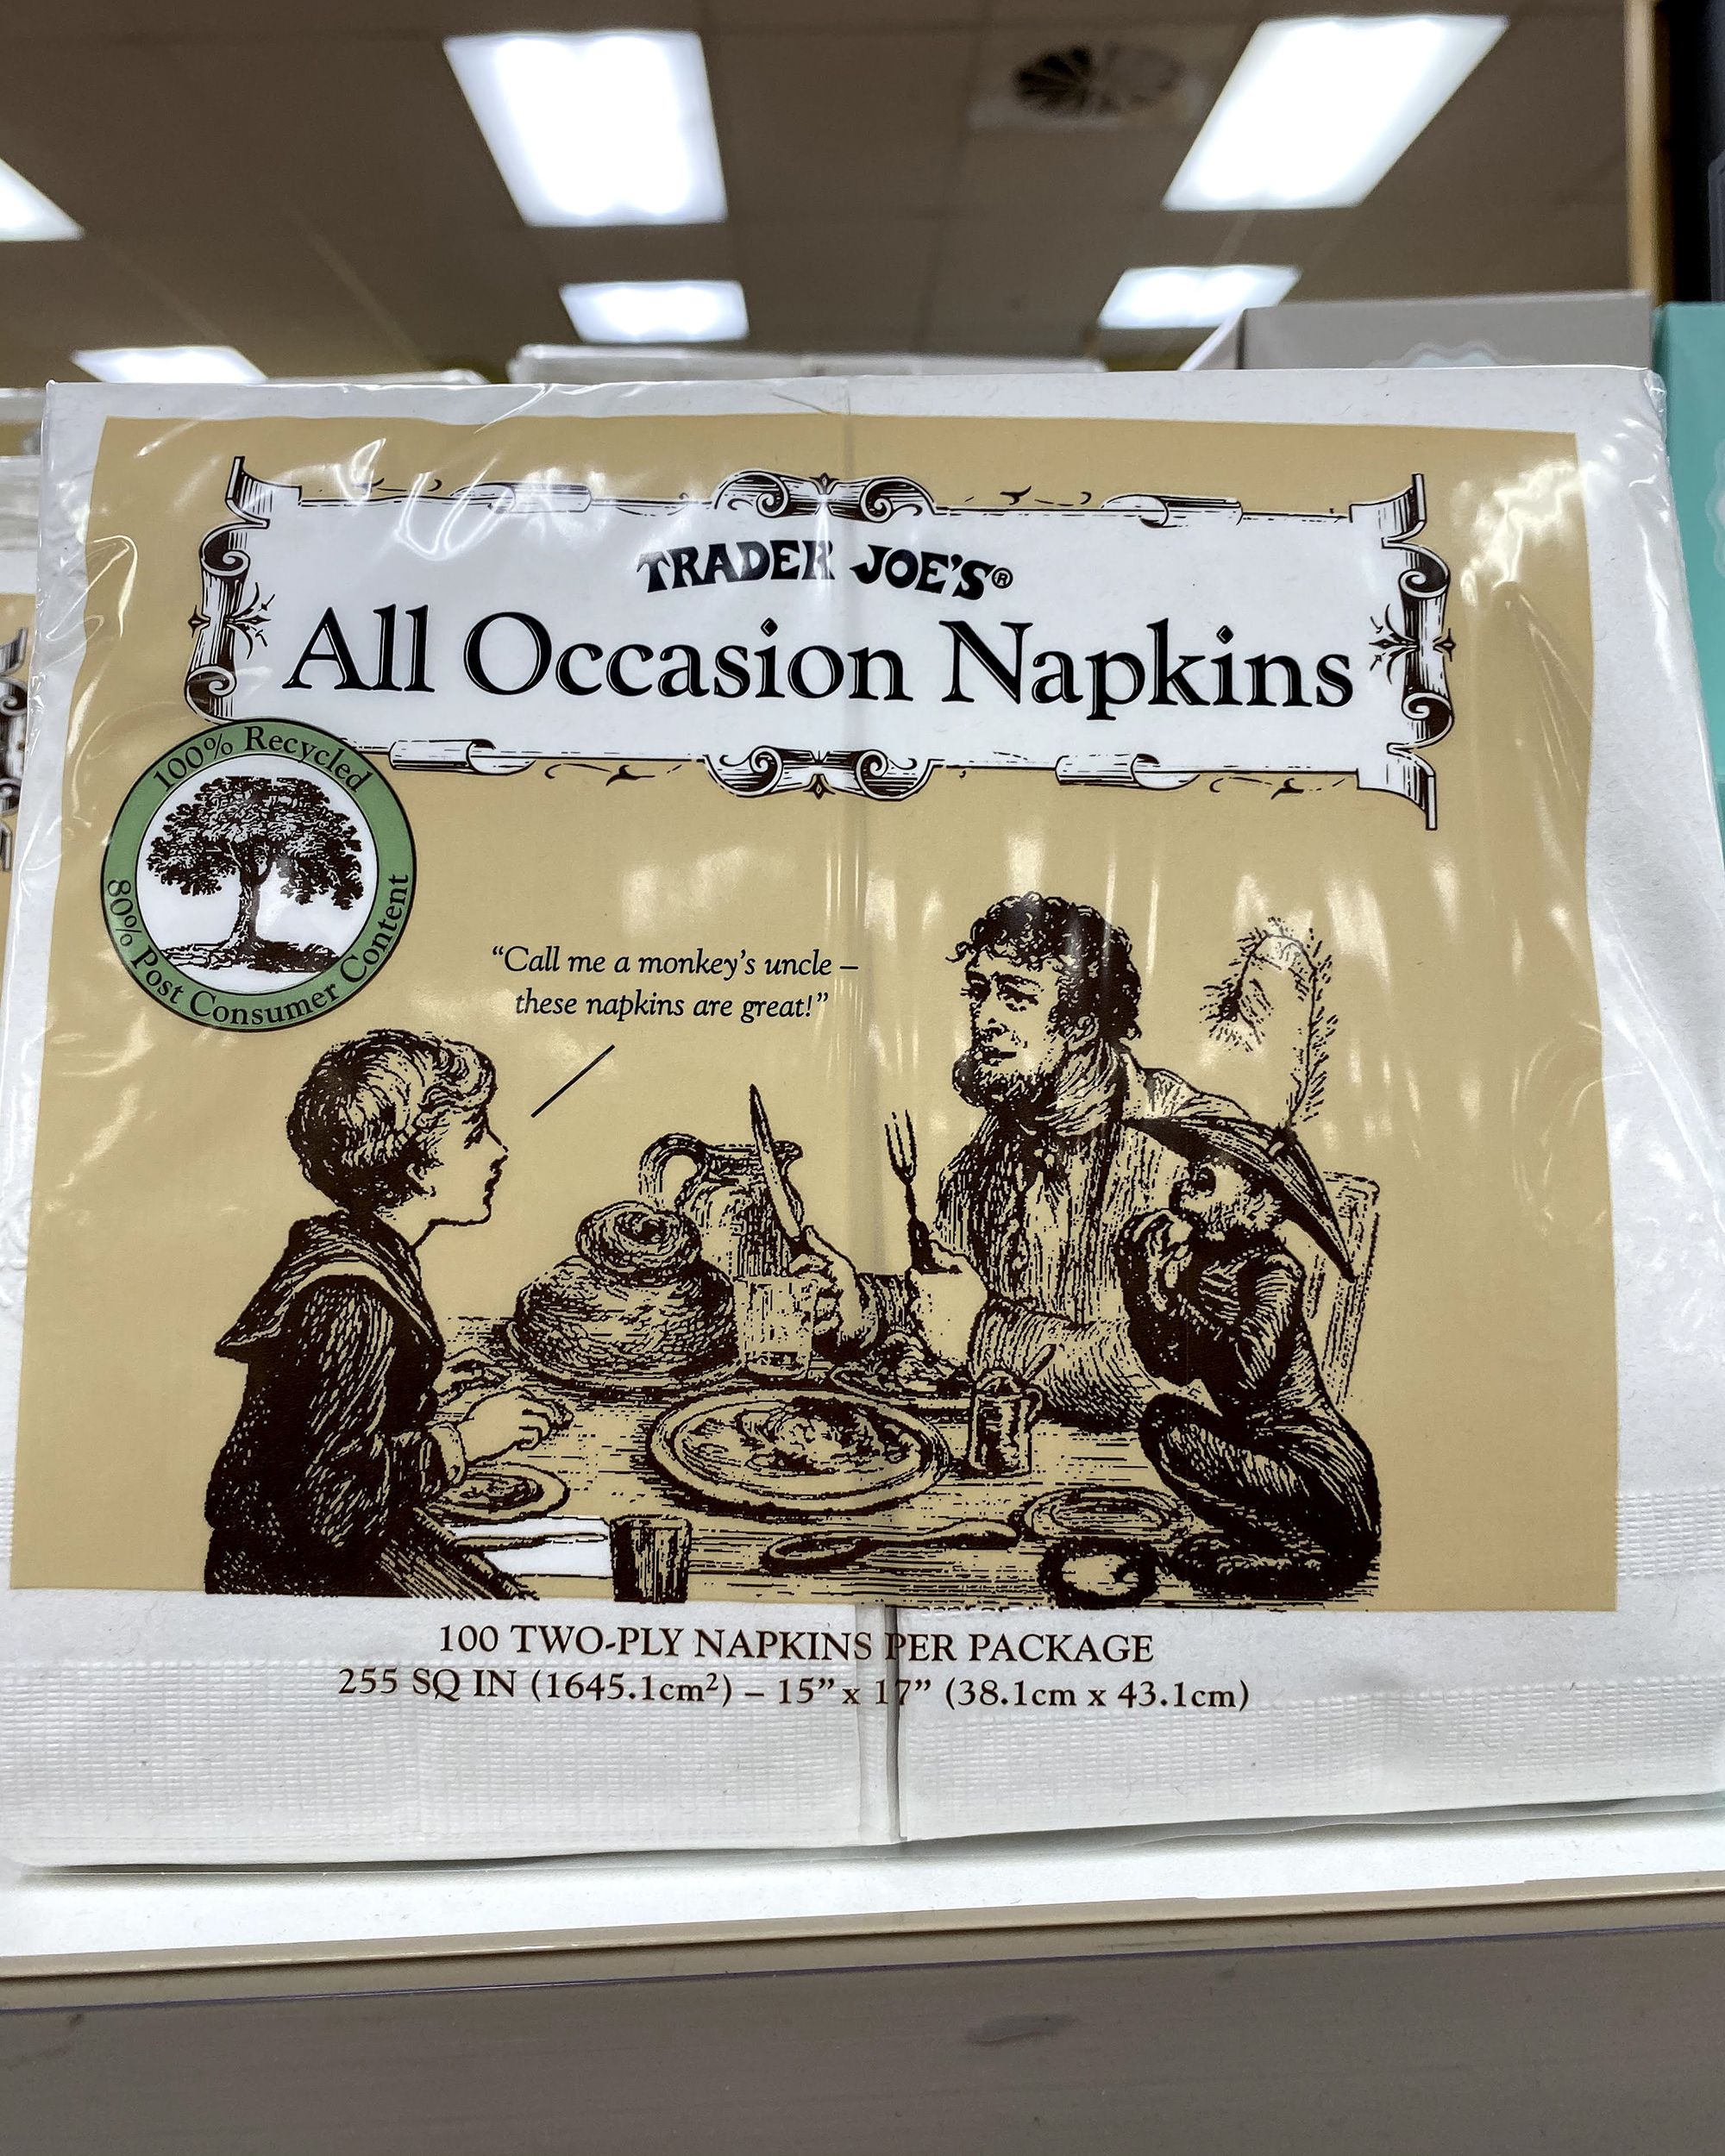 TRADER JOE'S®
All Occasion Napkins
100% Recycled
80% Post Consumer Content
“Call me a monkey's uncle –
these napkins are great!”
100 TWO-PLY NAPKINS PER PACKAGE
255 SQ IN (1645.1cm²) – 15” x 17” (38.1cm x 43.1cm)